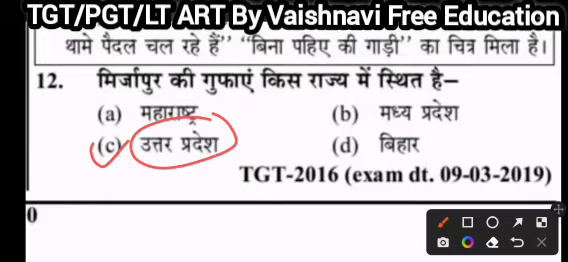 TGT/PGT/LT ART By Vaishnavi Free Education
थामे पैदल चल रहे हैं'' ''बिना पहिए की गाड़ी'' का चित्र मिला है।
12. मिर्जापुर की गुफाएं किस राज्य में स्थित है–
(a) महाराष्ट्र (b) मध्य प्रदेश
(c) उत्तर प्रदेश (d) बिहार
TGT-2016 (exam dt. 09-03-2019)
0